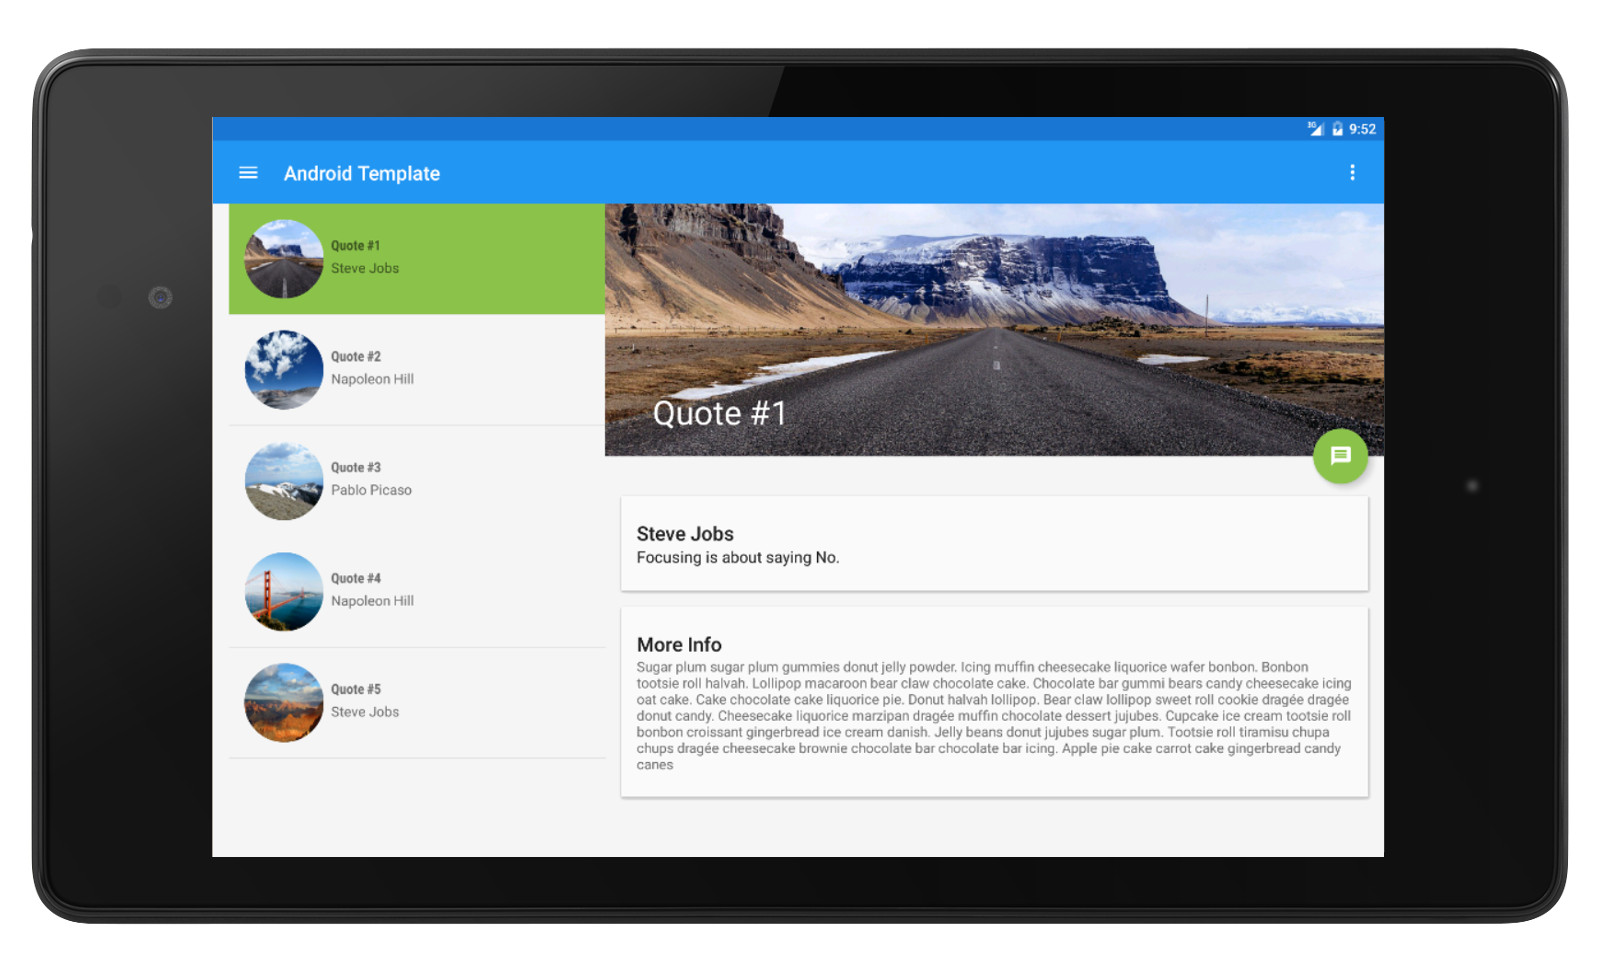 3G 9:52
Android Template
Quote #1
Steve Jobs
Quote #2
Napoleon Hill
Quote #3
Pablo Picaso
Quote #4
Napoleon Hill
Quote #5
Steve Jobs
Quote #1
Steve Jobs
Focusing is about saying No.
More Info
Sugar plum sugar plum gummies donut jelly powder. Icing muffin cheesecake liquorice wafer bonbon. Bonbon
tootsie roll halvah. Lollipop macaroon bear claw chocolate cake. Chocolate bar gummi bears candy cheesecake icing
oat cake. Cake chocolate cake liquorice pie. Donut halvah lollipop. Bear claw lollipop sweet roll cookie dragée dragée
donut candy. Cheesecake liquorice marzipan dragée muffin chocolate dessert jujubes. Cupcake ice cream tootsie roll
bonbon croissant gingerbread ice cream danish. Jelly beans donut jujubes sugar plum. Tootsie roll tiramisu chupa
chups dragée cheesecake brownie chocolate bar chocolate bar icing. Apple pie cake carrot cake gingerbread candy
canes